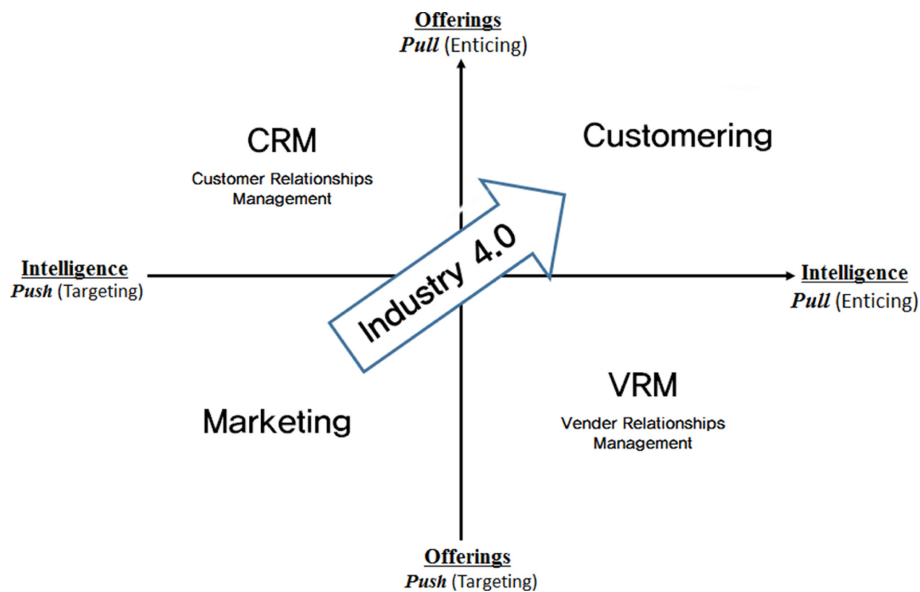 Offerings
Pull (Enticing)
CRM
Customer Relationships
Management
Customering
Industry 4.0
Intelligence
Push (Targeting)
Intelligence
Pull (Enticing)
Marketing
VRM
Vender Relationships
Management
Offerings
Push (Targeting)